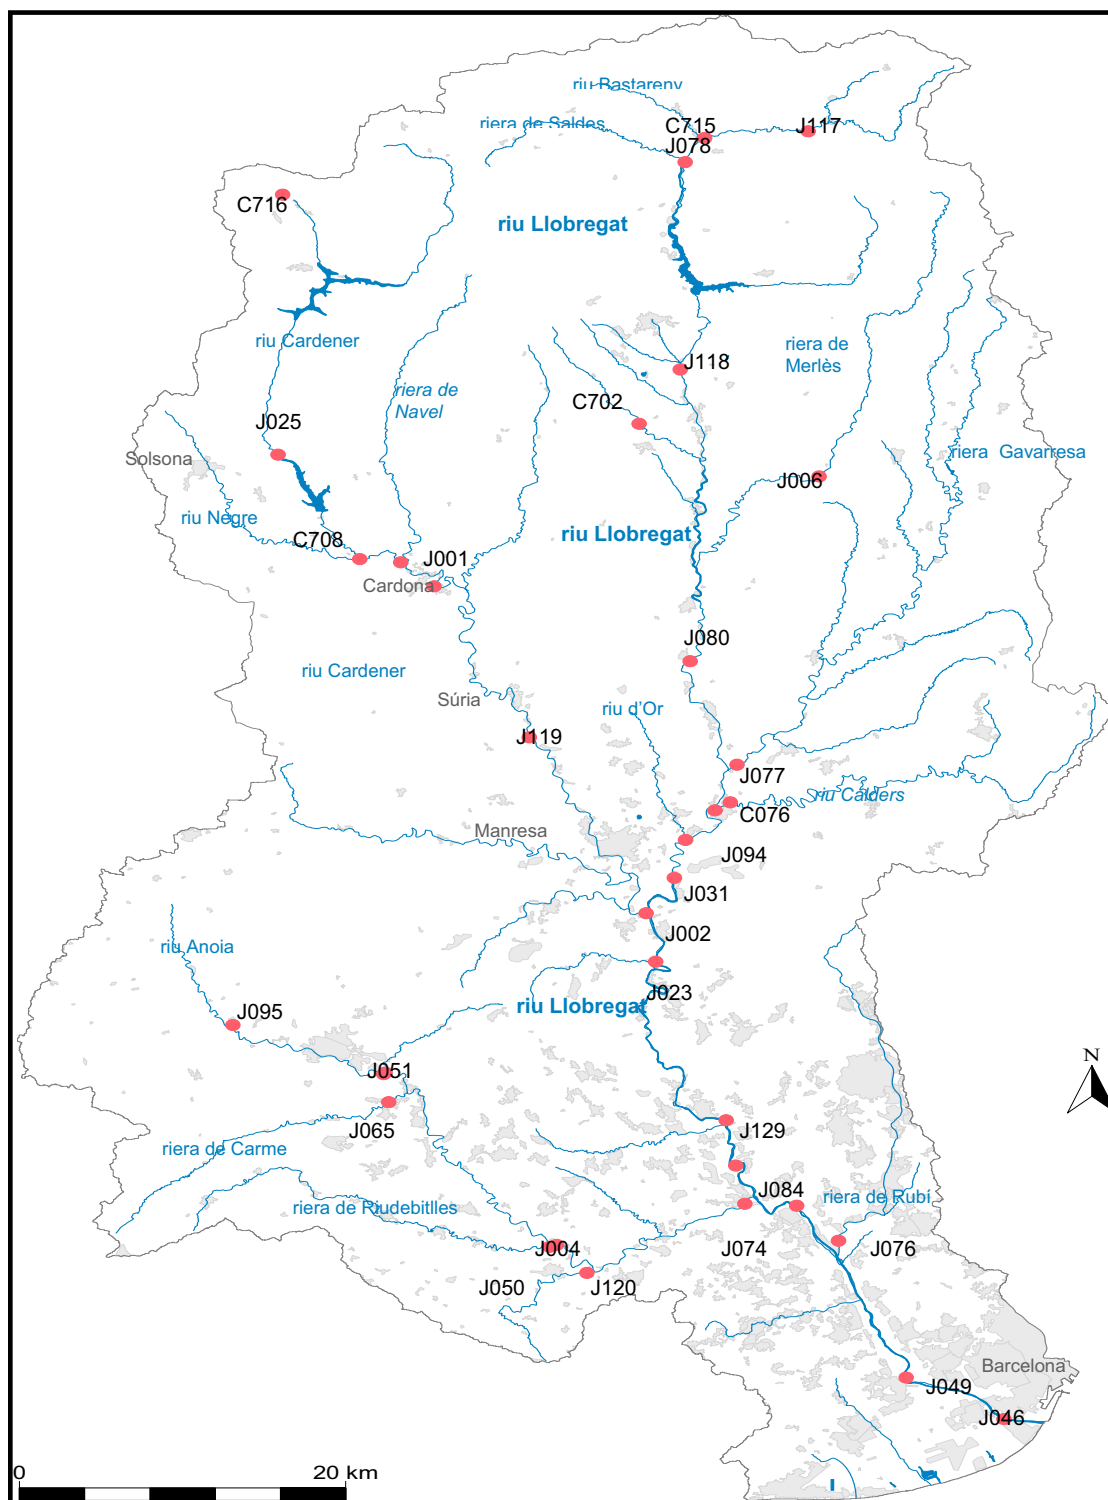 riu Bastareny
riera de Saldes
C715
J117
J078
C716
riu Llobregat
riu Cardener
riera de
Merlès
J118
riera de
Navel
C702
J025
Solsona
riera Gavarresa
J006
riu Negre
C708
riu Llobregat
J001
Cardona
J080
riu Cardener
Súria
riu d'Or
J119
J077
riu Calders
C076
Manresa
J094
J031
J002
riu Anoia
J023
riu Llobregat
J095
J051
J065
J129
riera de Carme
J084
riera de Rubí
riera de Riudebitlles
J004
J074
J076
J050
J120
N
Barcelona
J049
J046
0
20 km